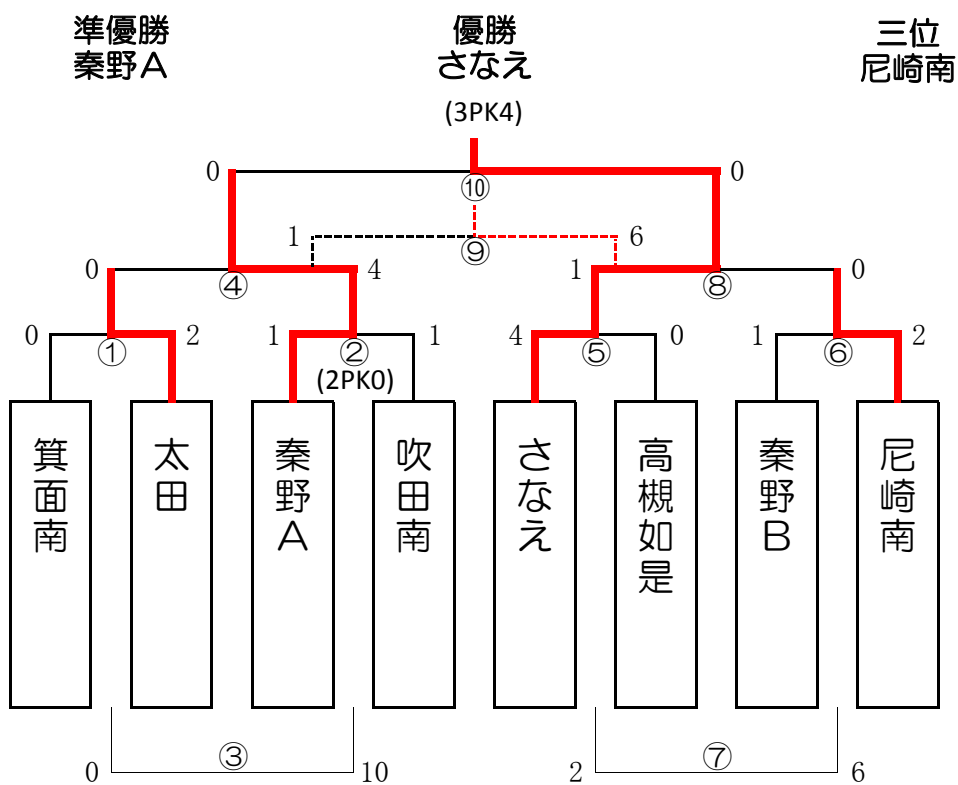 準優勝
秦野A
優勝
さなえ
三位
尼崎南
(3PK4)
0
0
⑩
1
6
⑨
0
4
1
0
④
⑧
0
2
1
1
4
0
1
2
①
②
⑤
⑥
(2PK0)
箕面南
太田
秦野A
吹田南
さなえ
高槻如是
秦野B
尼崎南
③
⑦
0
10
2
6